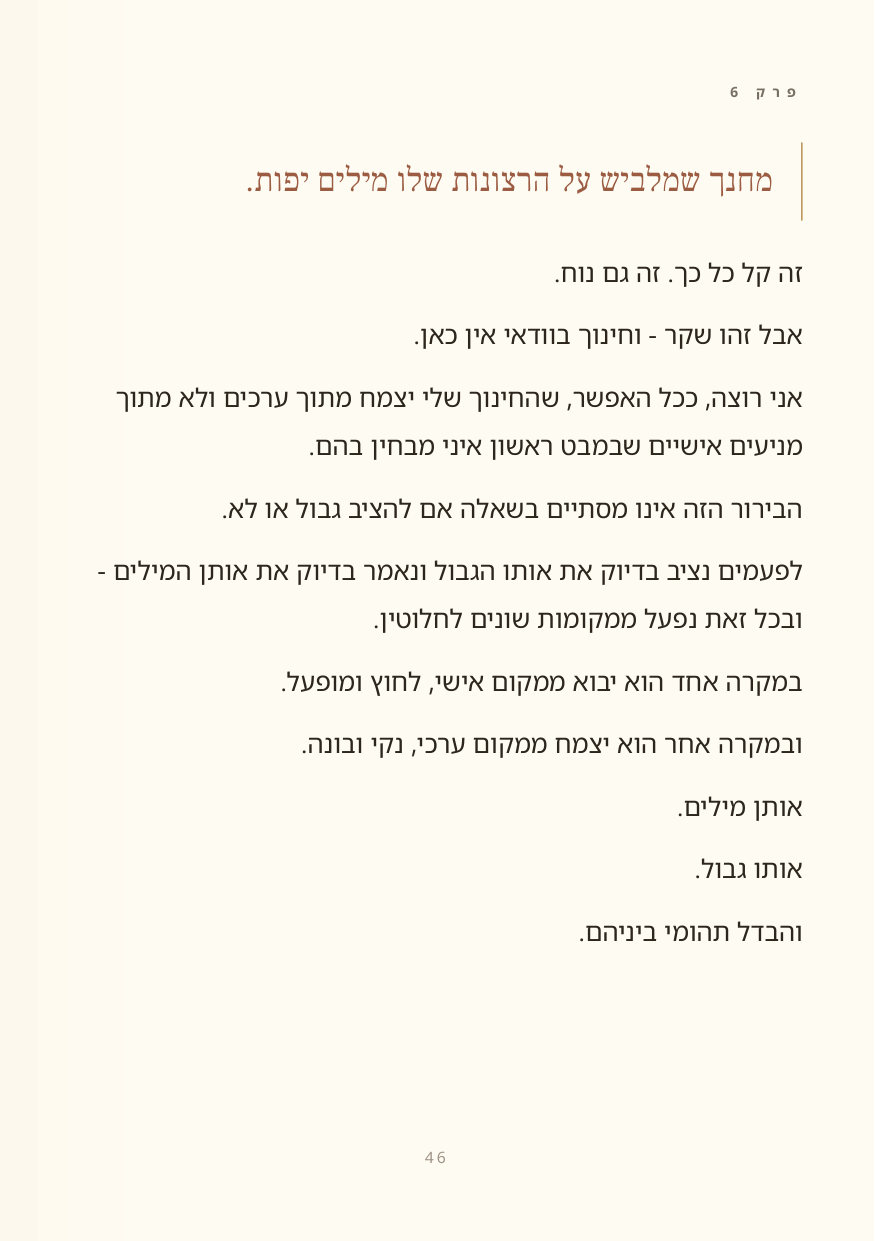 פרק 6
מחנך שמלביש על הרצונות שלו מילים יפות.
זה קל כל כך. זה גם נוח.
אבל זהו שקר - וחינוך בוודאי אין כאן.
אני רוצה, ככל האפשר, שהחינוך שלי יצמח מתוך ערכים ולא מתוך
מניעים אישיים שבמבט ראשון איני מבחין בהם.
הבירור הזה אינו מסתיים בשאלה אם להציב גבול או לא.
לפעמים נציב בדיוק את אותו הגבול ונאמר בדיוק את אותן המילים -
ובכל זאת נפעל ממקומות שונים לחלוטין.
במקרה אחד הוא יבוא ממקום אישי, לחוץ ומופעל.
ובמקרה אחר הוא יצמח ממקום ערכי, נקי ובונה.
אותן מילים.
אותו גבול.
והבדל תהומי ביניהם.
46